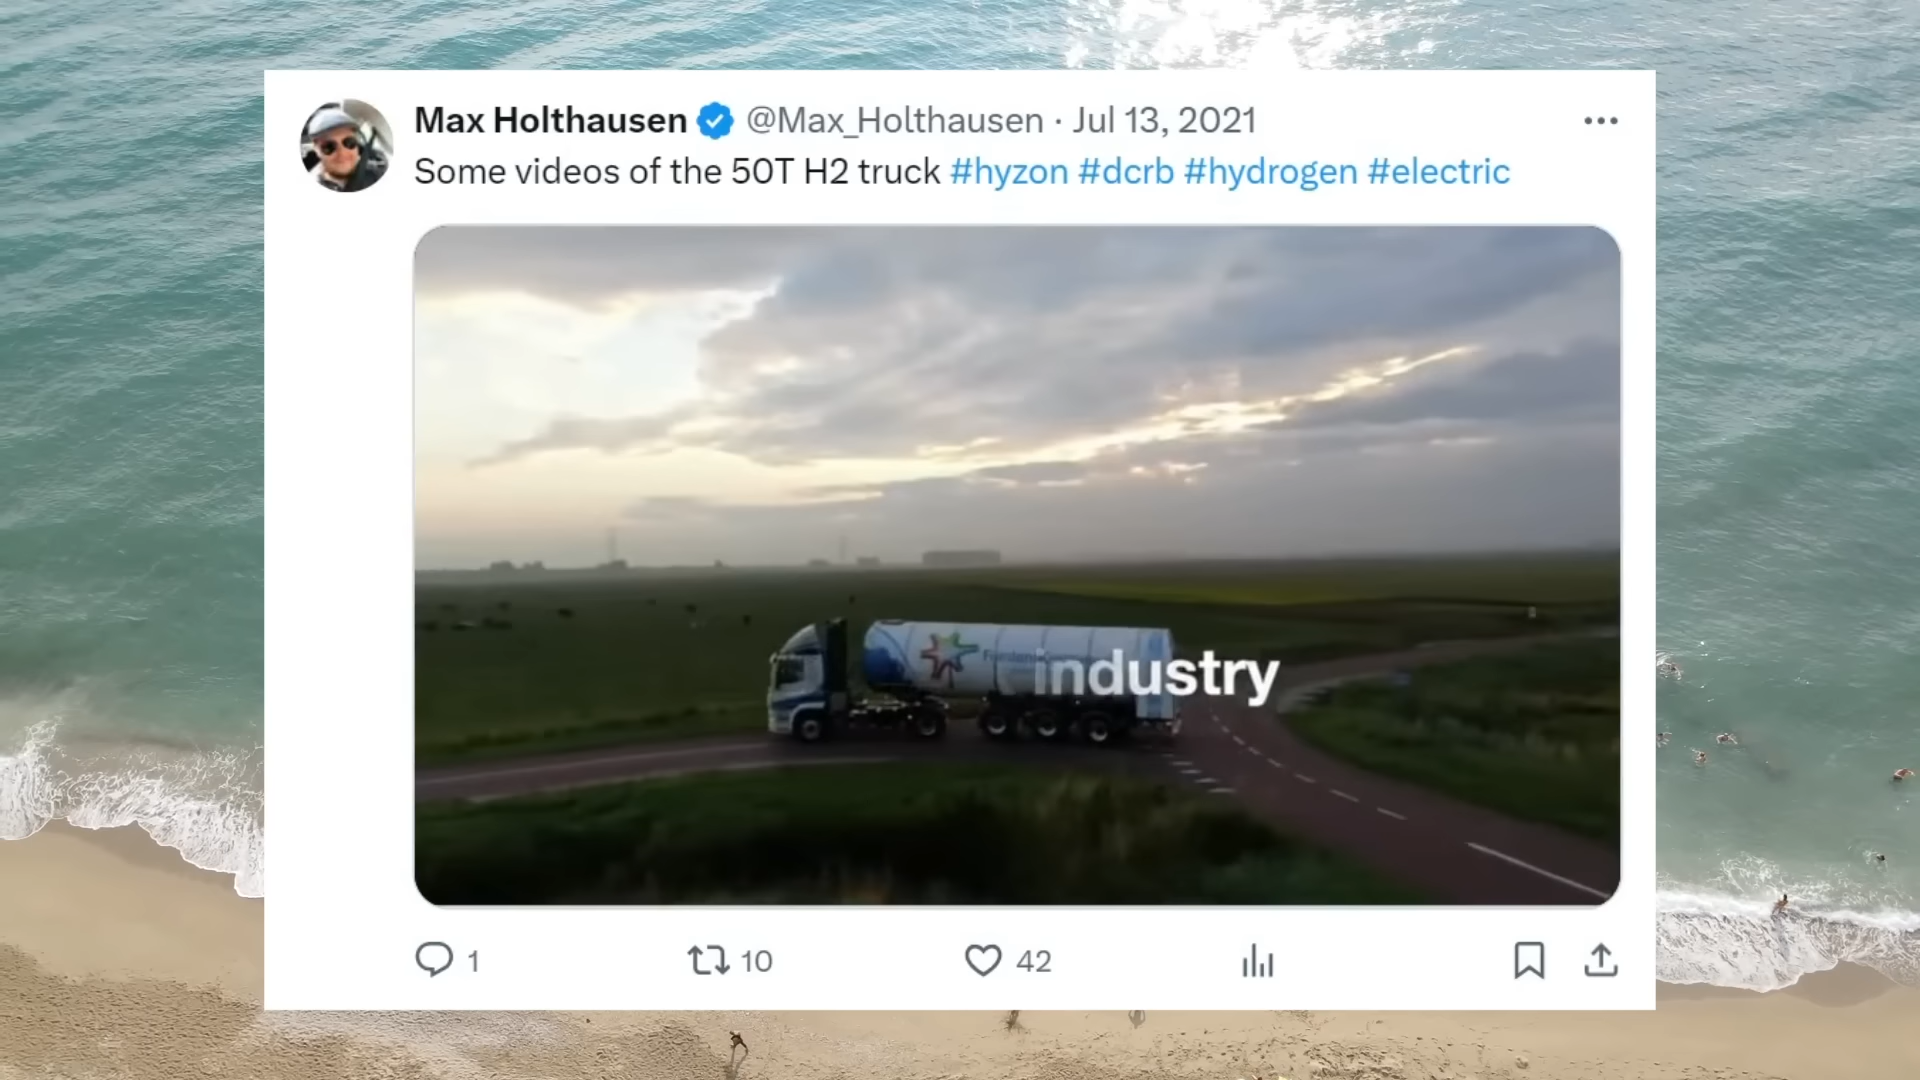 Max Holthausen @Max_Holthausen · Jul 13, 2021
Some videos of the 50T H2 truck #hyzon #dcrb #hydrogen #electric
industry
1 10 42